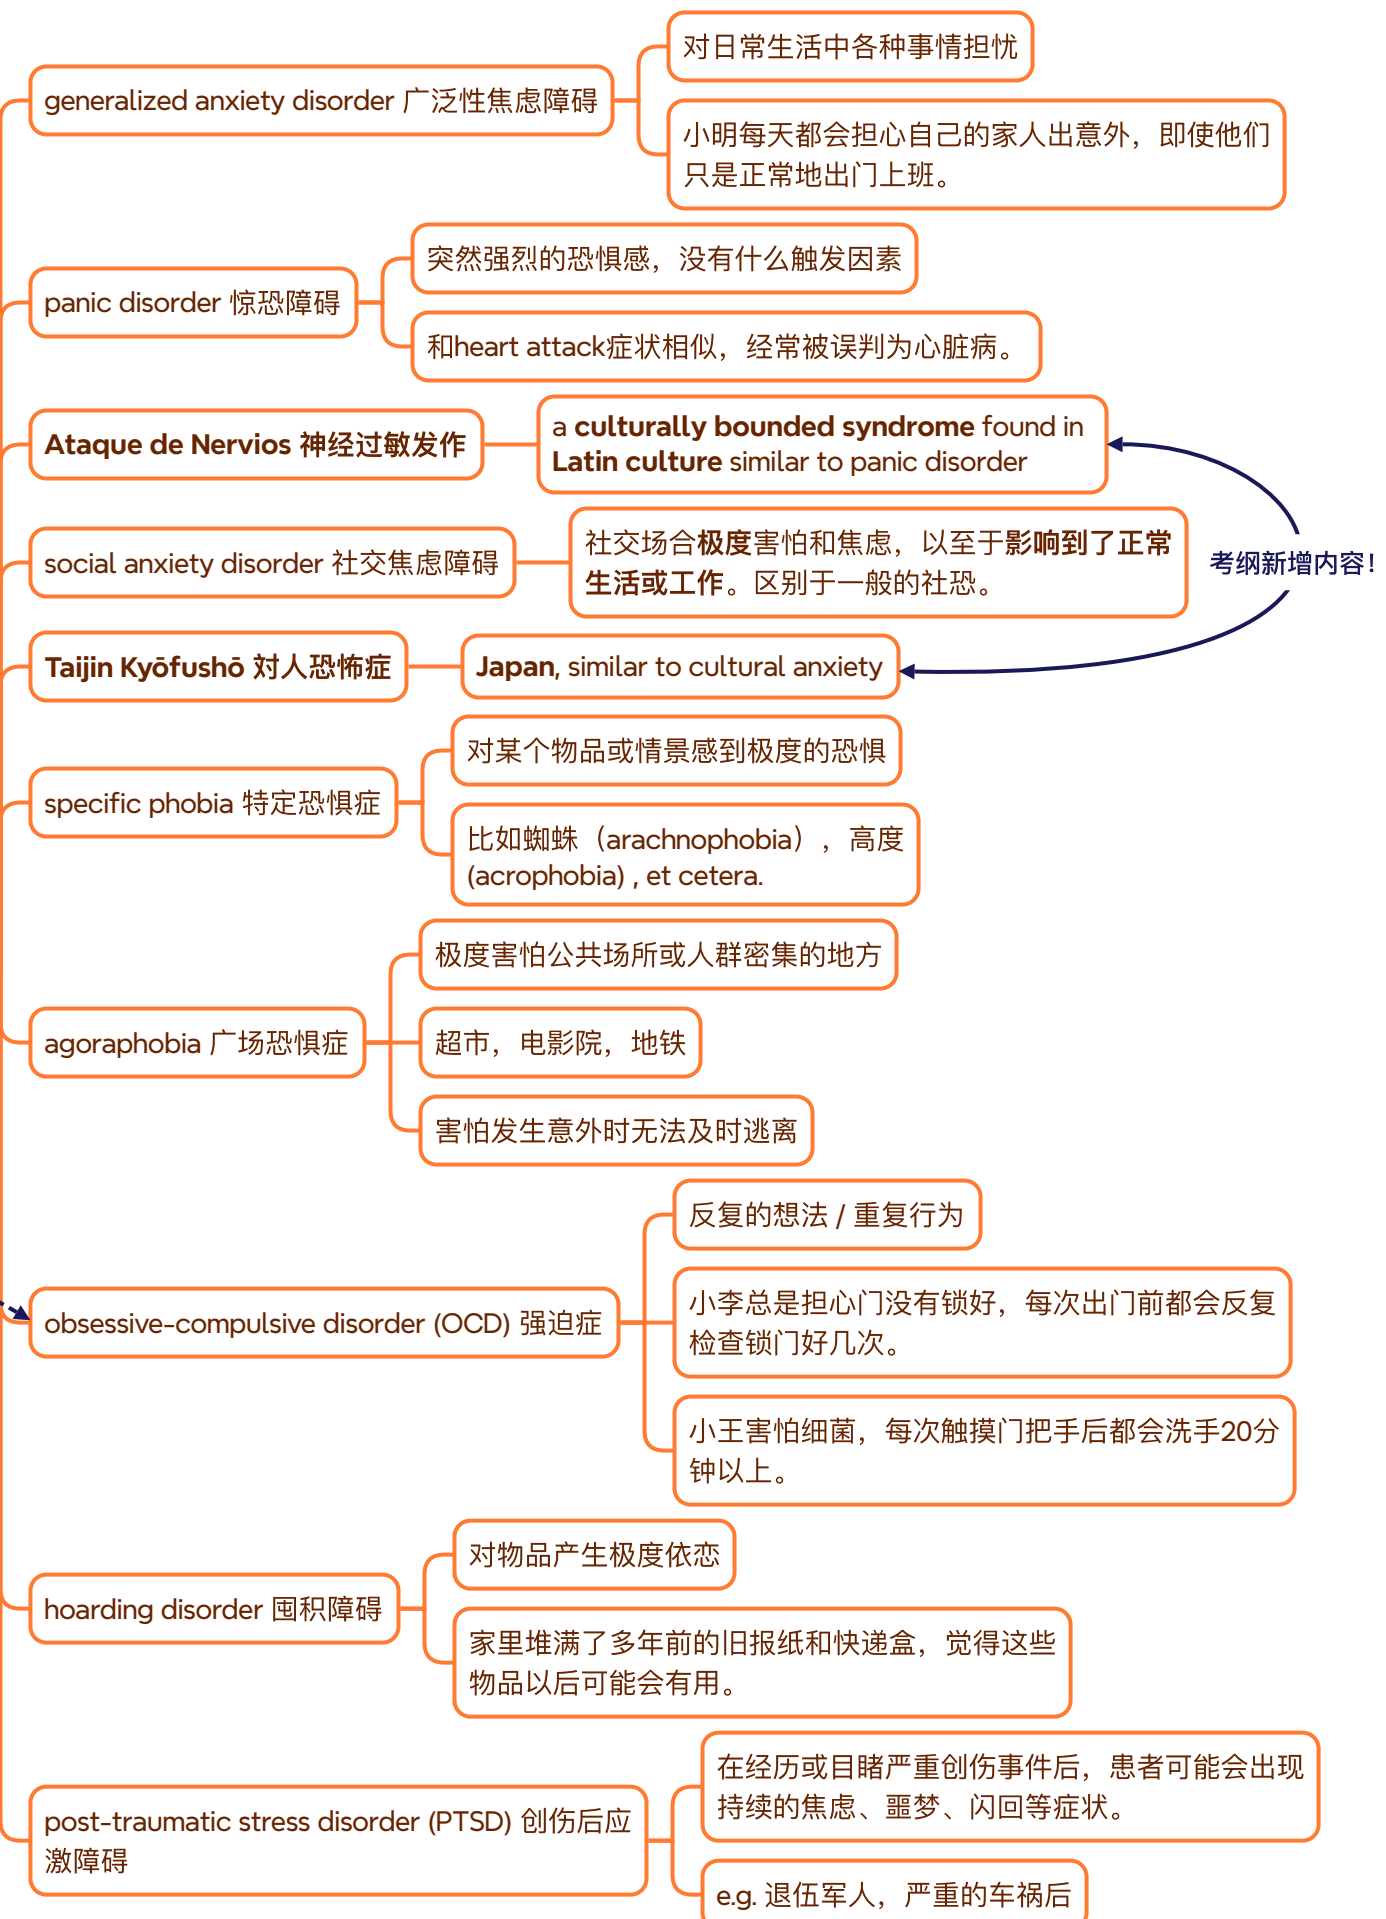 generalized anxiety disorder 广泛性焦虑障碍
对日常生活中各种事情担忧
小明每天都会担心自己的家人出意外，即使他们
只是正常地出门上班。
panic disorder 惊恐障碍
突然强烈的恐惧感，没有什么触发因素
和heart attack症状相似，经常被误判为心脏病。
Ataque de Nervios 神经过敏发作
a culturally bounded syndrome found in
Latin culture similar to panic disorder
social anxiety disorder 社交焦虑障碍
社交场合极度害怕和焦虑，以至于影响到了正常
生活或工作。区别于一般的社恐。
考纲新增内容！
Taijin Kyōfushō 対人恐怖症
Japan, similar to cultural anxiety
specific phobia 特定恐惧症
对某个物品或情景感到极度的恐惧
比如蜘蛛（arachnophobia），高度
(acrophobia) , et cetera.
agoraphobia 广场恐惧症
极度害怕公共场所或人群密集的地方
超市，电影院，地铁
害怕发生意外时无法及时逃离
obsessive-compulsive disorder (OCD) 强迫症
反复的想法 / 重复行为
小李总是担心门没有锁好，每次出门前都会反复
检查锁门好几次。
小王害怕细菌，每次触摸门把手后都会洗手20分
钟以上。
hoarding disorder 囤积障碍
对物品产生极度依恋
家里堆满了多年前的旧报纸和快递盒，觉得这些
物品以后可能会有用。
post-traumatic stress disorder (PTSD) 创伤后应
激障碍
在经历或目睹严重创伤事件后，患者可能会出现
持续的焦虑、噩梦、闪回等症状。
e.g. 退伍军人，严重的车祸后